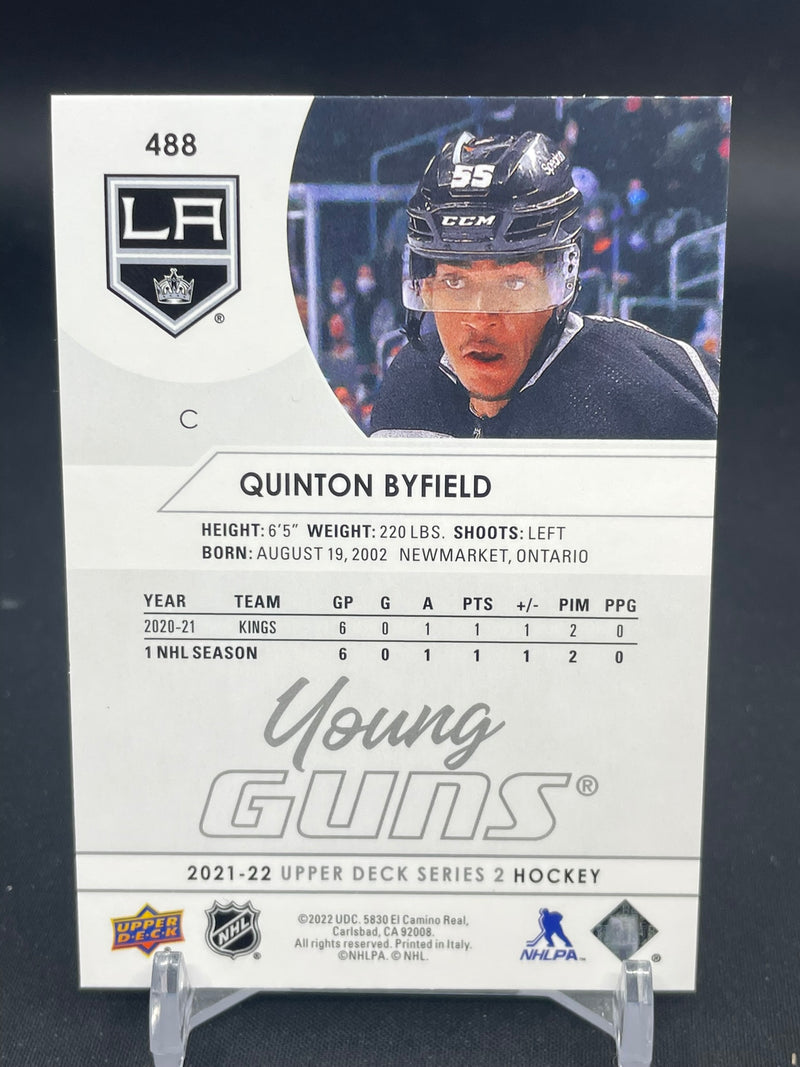 488
LA
®
C
55
Spectra
CCM
QUINTON BYFIELD
HEIGHT: 6'5" WEIGHT: 220 LBS. SHOOTS: LEFT
BORN: AUGUST 19, 2002 NEWMARKET, ONTARIO
YEAR TEAM GP G A PTS +/- PIM PPG
2020-21 KINGS 6 0 1 1 1 2 0
1 NHL SEASON 6 0 1 1 1 2 0
Young
GUNS®
2021-22 UPPER DECK SERIES 2 HOCKEY
UPPER
D·E·C·K
NHL
®
©2022 UDC. 5830 El Camino Real,
Carlsbad, CA 92008.
All rights reserved. Printed in Italy.
©NHLPA. © NHL.
NHLPA™
®